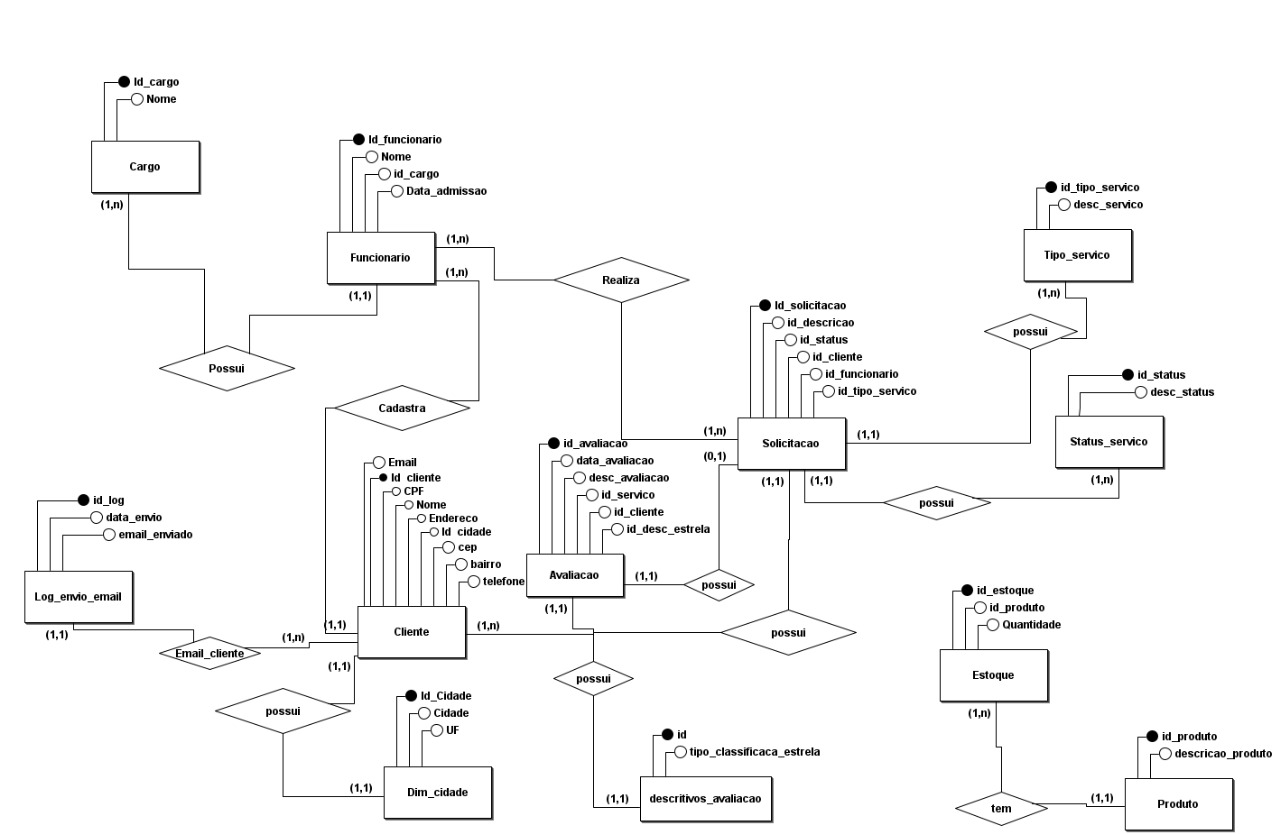 Id_cargo
Nome
Cargo
(1,n)
Id_funcionario
Nome
id_cargo
Data_admissao
Funcionario
(1,n)
(1,n)
(1,1)
Possui
Realiza
Cadastra
id_tipo_servico
desc_servico
Tipo_servico
(1,n)
possui
Id_solicitacao
id_descricao
id_status
id_cliente
id_funcionario
id_tipo_servico
Solicitacao
(1,n)
(1,1)
(0,1)
(1,1)
(1,1)
id_status
desc_status
Status_servico
(1,n)
possui
id_avaliacao
data_avaliacao
desc_avaliacao
id_servico
id_cliente
id_desc_estrela
Avaliacao
(1,1)
(1,1)
possui
Email
Id_cliente
CPF
Nome
Endereco
Id_cidade
cep
bairro
telefone
Cliente
(1,1)
(1,n)
(1,n)
(1,1)
possui
id_log
data_envio
email_enviado
Log_envio_email
(1,1)
Email_cliente
possui
Id_Cidade
Cidade
UF
Dim_cidade
(1,1)
possui
id
tipo_classificaca_estrela
descritivos_avaliacao
(1,1)
id_estoque
id_produto
Quantidade
Estoque
(1,n)
tem
id_produto
descricao_produto
Produto
(1,1)